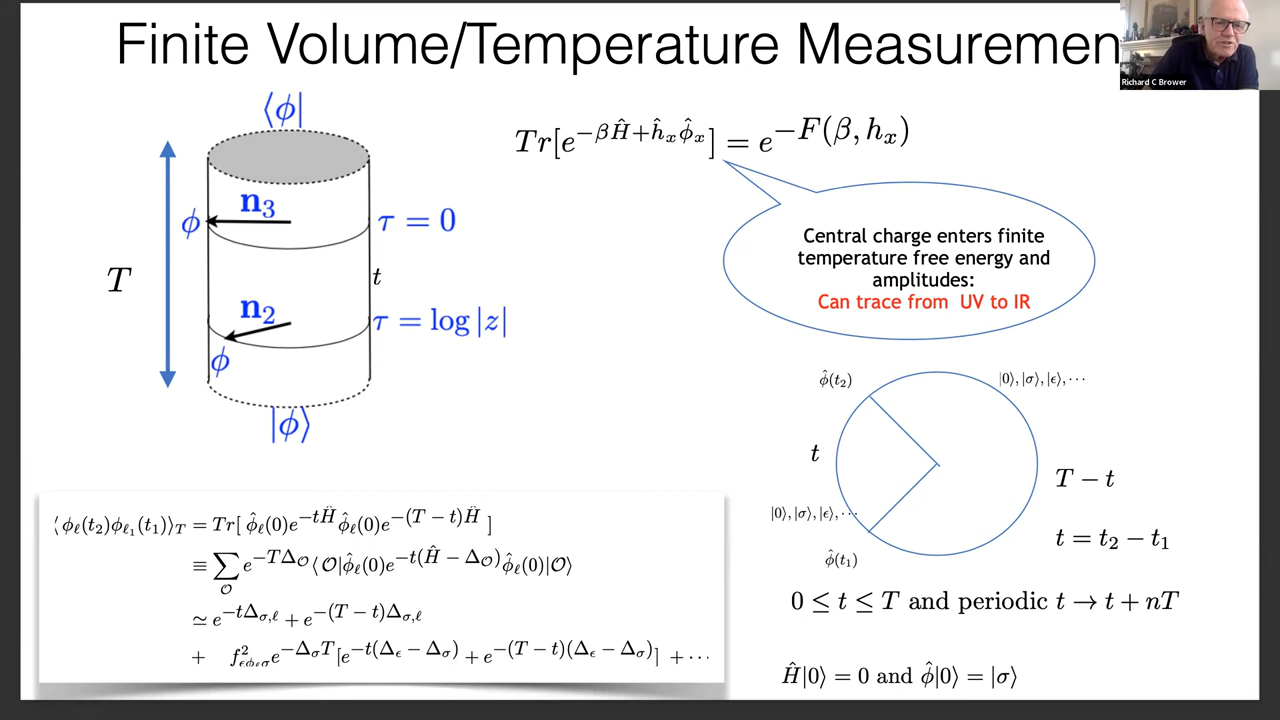 Finite Volume/Temperature Measuremen
Richard C Brower
⟨ϕ|
Tr[e^{-βĤ+ĥ_xϕ̂_x}] = e^{-F(β, h_x)}
n₃
ϕ
τ = 0
T
t
n₂
τ = log|z|
ϕ
|ϕ⟩
Central charge enters finite
temperature free energy and
amplitudes:
Can trace from UV to IR
ϕ̂(t₂)
|0⟩, |σ⟩, |ϵ⟩, ⋯
t
T − t
|0⟩, |σ⟩, |ϵ⟩, ⋯
t = t₂ − t₁
ϕ̂(t₁)
0 ≤ t ≤ T and periodic t → t + nT
Ĥ|0⟩ = 0 and ϕ̂|0⟩ = |σ⟩
⟨ϕ_ℓ(t₂)ϕ_{ℓ₁}(t₁)⟩_T = Tr[ ϕ̂_ℓ(0)e^{-tḦ}ϕ̂_ℓ(0)e^{-(T − t)Ḧ} ]
≡ ∑_𝒪 e^{-TΔ_𝒪}⟨𝒪|ϕ̂_ℓ(0)e^{-t(Ĥ − Δ_𝒪)}ϕ̂_ℓ(0)|𝒪⟩
≃ e^{-tΔ_{σ,ℓ}} + e^{-(T − t)Δ_{σ,ℓ}}
+ f²_{ϵϕ_ℓσ}e^{-Δ_σT}[e^{-t(Δ_ϵ − Δ_σ)} + e^{-(T − t)(Δ_ϵ − Δ_σ)}] + ⋯